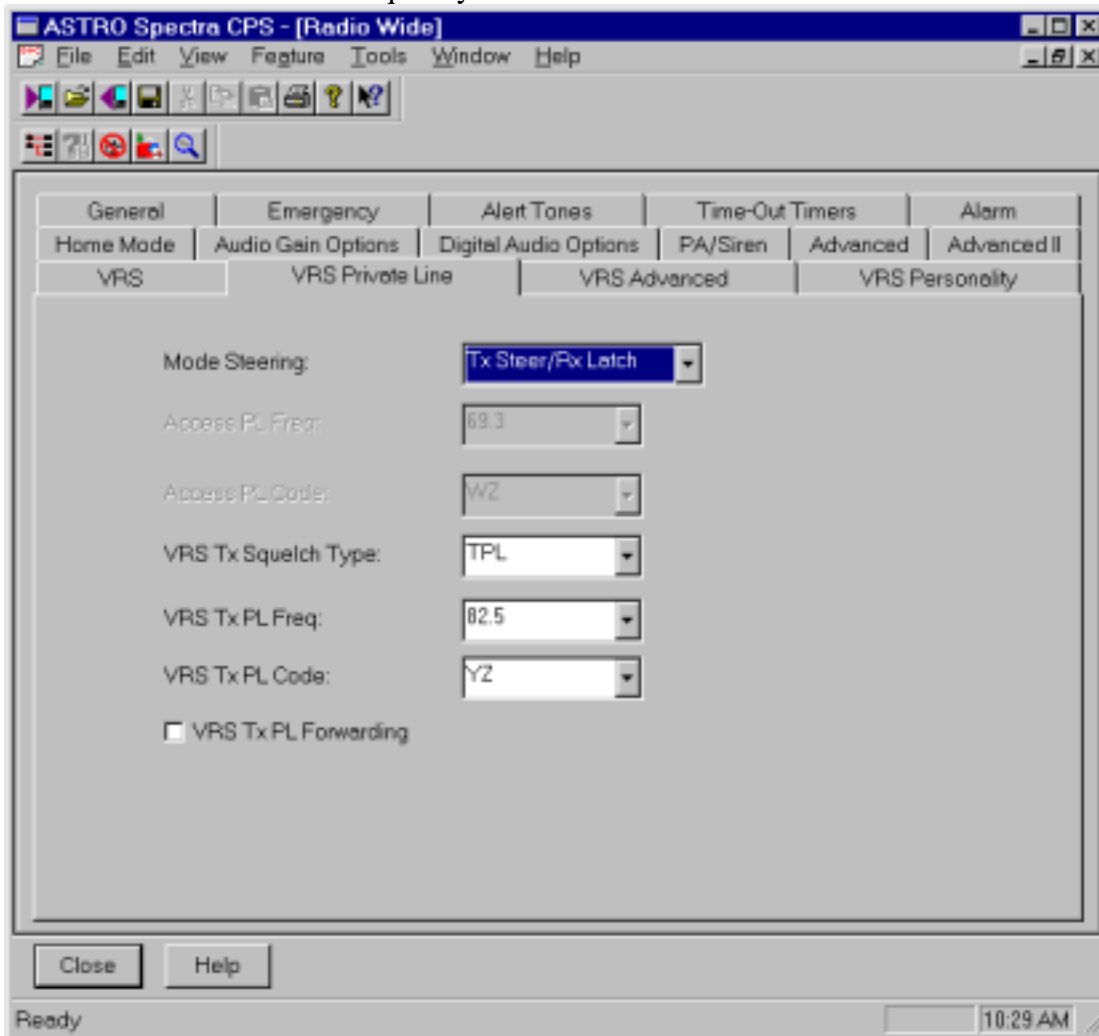 ASTRO Spectra CPS - [Radio Wide]
File Edit View Feature Tools Window Help
General Emergency Alert Tones Time-Out Timers Alarm
Home Mode Audio Gain Options Digital Audio Options PA/Siren Advanced Advanced II
VRS VRS Private Line VRS Advanced VRS Personality
Mode Steering: Tx Steer/Rx Latch
Access PL Freq: 69.3
Access PL Code: WZ
VRS Tx Squelch Type: TPL
VRS Tx PL Freq: 82.5
VRS Tx PL Code: YZ
VRS Tx PL Forwarding
Close Help
Ready 10:29 AM